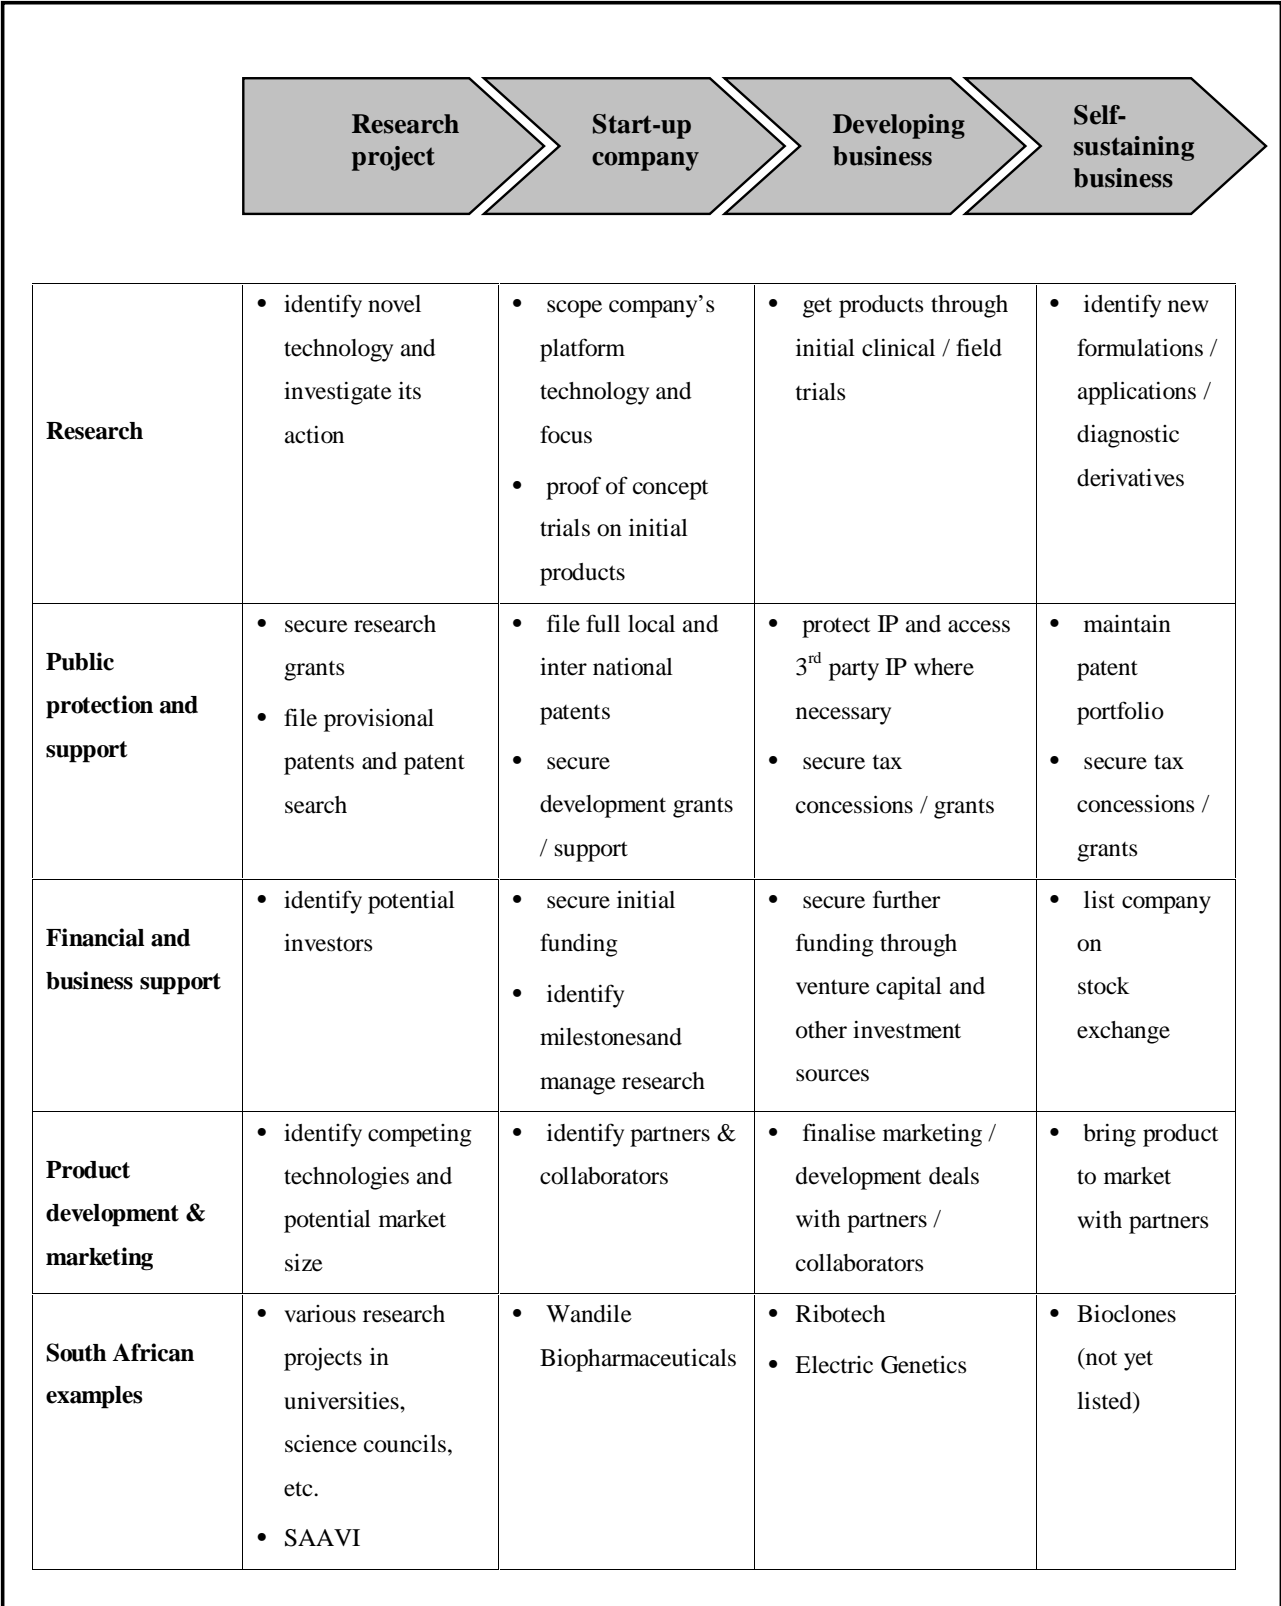 Research
project
Start-up
company
Developing
business
Self-
sustaining
business
Research
• identify novel
technology and
investigate its
action
• scope company's
platform
technology and
focus
• proof of concept
trials on initial
products
• get products through
initial clinical / field
trials
• identify new
formulations /
applications /
diagnostic
derivatives
Public
protection and
support
• secure research
grants
• file provisional
patents and patent
search
• file full local and
inter national
patents
• secure
development grants
/ support
• protect IP and access
3rd party IP where
necessary
• secure tax
concessions / grants
• maintain
patent
portfolio
• secure tax
concessions /
grants
Financial and
business support
• identify potential
investors
• secure initial
funding
• identify
milestonesand
manage research
• secure further
funding through
venture capital and
other investment
sources
• list company
on
stock
exchange
Product
development &
marketing
• identify competing
technologies and
potential market
size
• identify partners &
collaborators
• finalise marketing /
development deals
with partners /
collaborators
• bring product
to market
with partners
South African
examples
• various research
projects in
universities,
science councils,
etc.
• SAAVI
• Wandile
Biopharmaceuticals
• Ribotech
• Electric Genetics
• Bioclones
(not yet
listed)